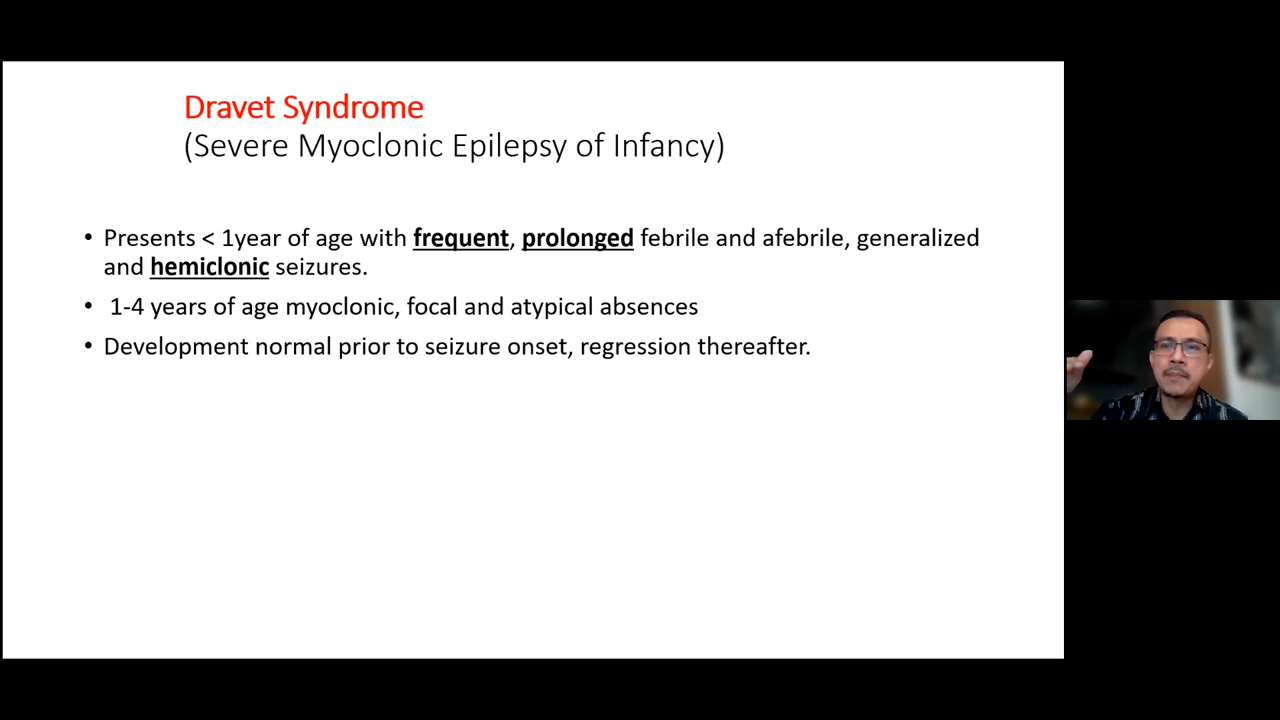 Dravet Syndrome
(Severe Myoclonic Epilepsy of Infancy)
• Presents < 1year of age with frequent, prolonged febrile and afebrile, generalized
and hemiclonic seizures.
• 1-4 years of age myoclonic, focal and atypical absences
• Development normal prior to seizure onset, regression thereafter.